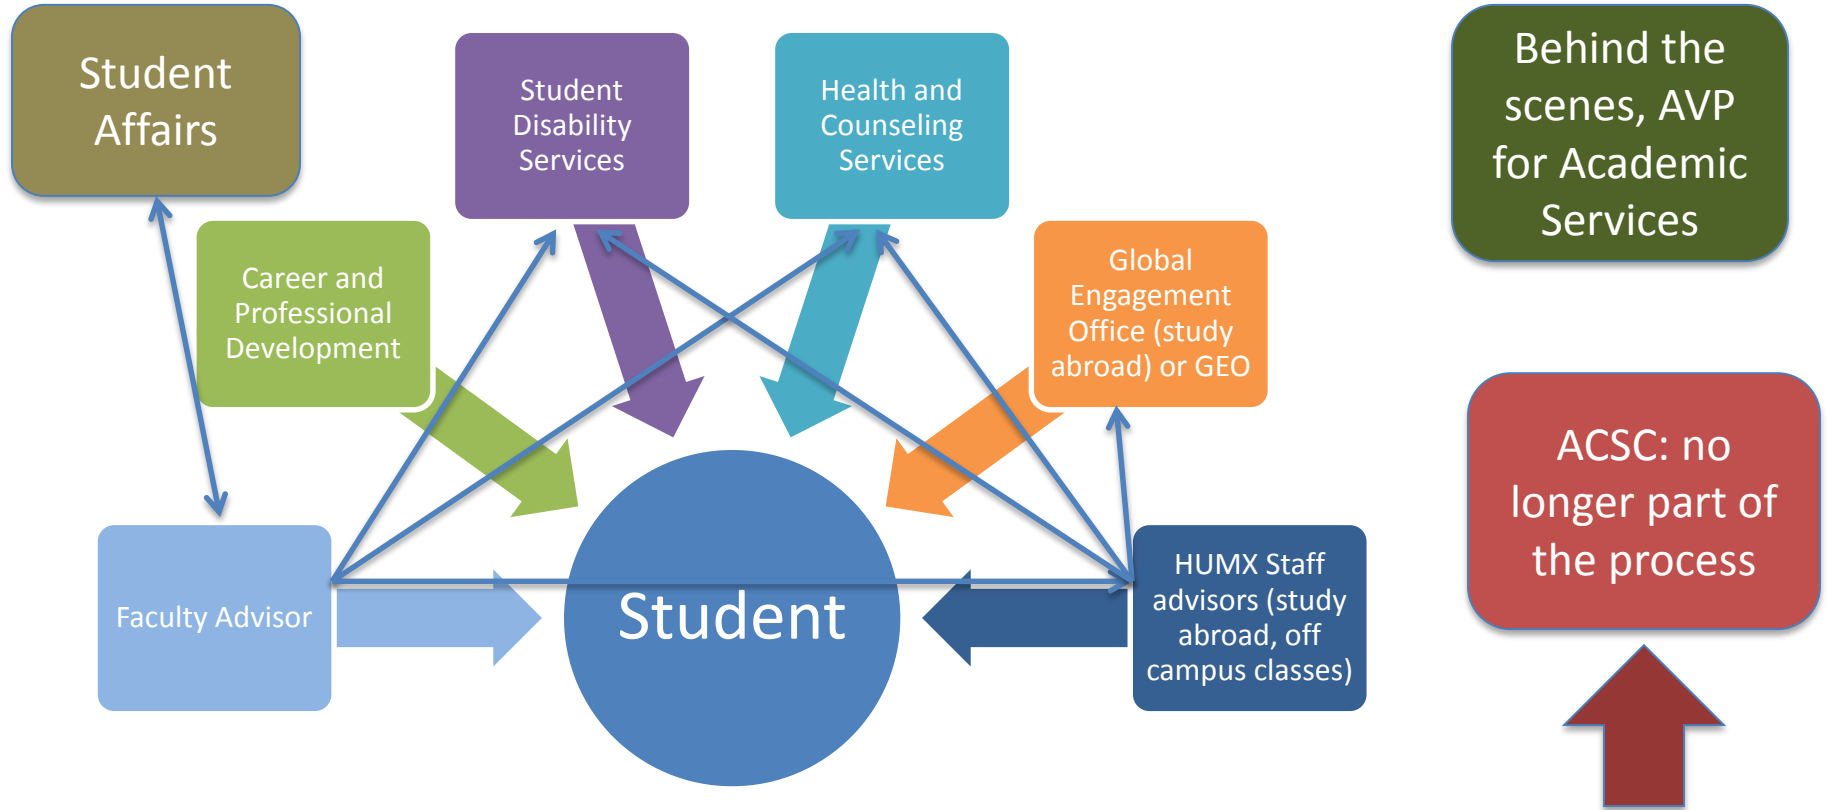 Student
Affairs
Student
Disability
Services
Health and
Counseling
Services
Behind the
scenes, AVP
for Academic
Services
Career and
Professional
Development
Global
Engagement
Office (study
abroad) or GEO
ACSC: no
longer part of
the process
Faculty Advisor
Student
HUMX Staff
advisors (study
abroad, off
campus classes)